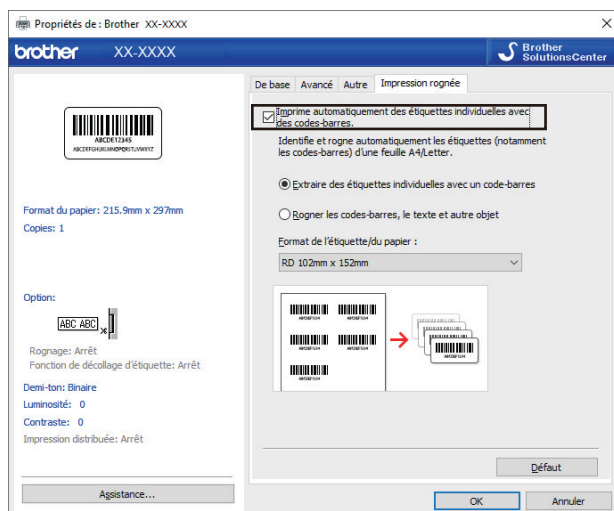 Propriétés de : Brother XX-XXXX
brother XX-XXXX
Brother
SolutionsCenter
De base Avancé Autre Impression rognée
Imprime automatiquement des étiquettes individuelles avec
des codes-barres.
Identifie et rogne automatiquement les étiquettes (notamment
les codes-barres) d'une feuille A4/Letter.
Extraire des étiquettes individuelles avec un code-barres
Rogner les codes-barres, le texte et autre objet
Format de l'étiquette/du papier :
RD 102mm x 152mm
ABCDE12345
ABCDEFGHIJKLMNOPQRSTUVWXYZ
Format du papier: 215.9mm x 297mm
Copies: 1
Option:
ABC ABC
Rognage: Arrêt
Fonction de décollage d'étiquette: Arrêt
Demi-ton: Binaire
Luminosité: 0
Contraste: 0
Impression distribuée: Arrêt
Défaut
Assistance...
OK Annuler